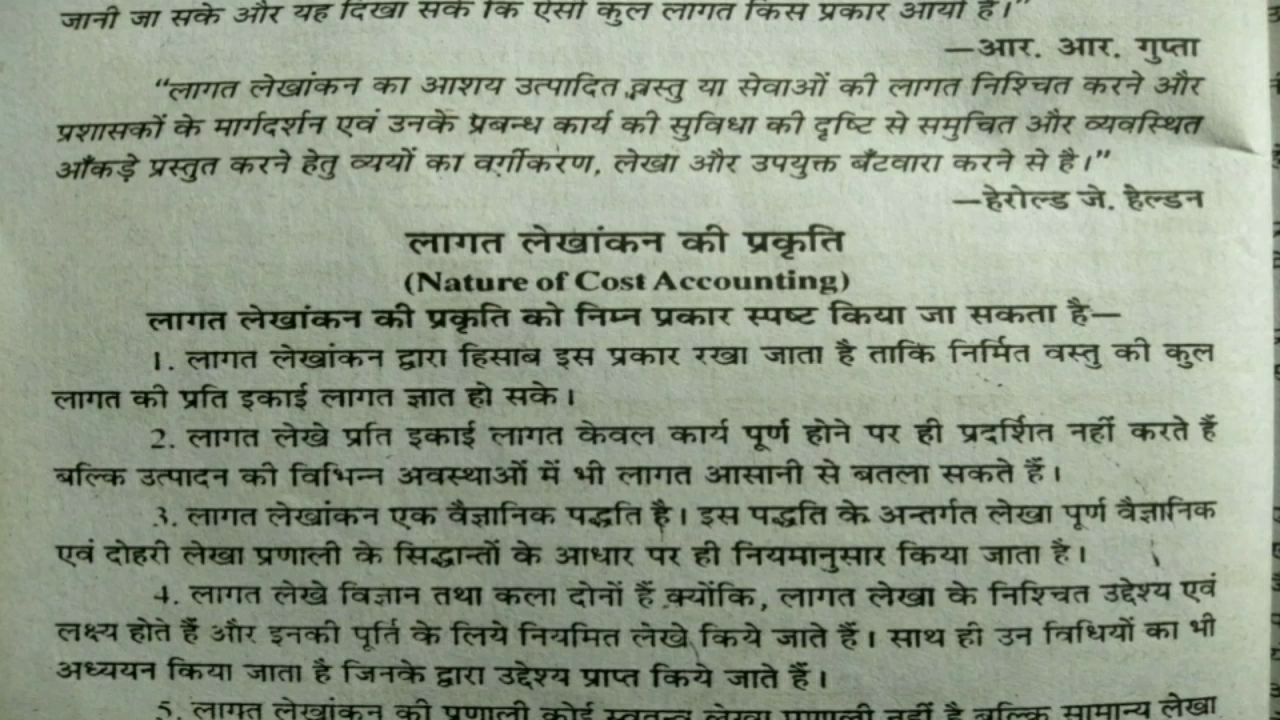 जानी जा सके और यह दिखा सके कि ऐसी कुल लागत किस प्रकार आयी है।”
—आर. आर. गुप्ता
“लागत लेखांकन का आशय उत्पादित वस्तु या सेवाओं की लागत निश्चित करने और
प्रशासकों के मार्गदर्शन एवं उनके प्रबन्ध कार्य की सुविधा की दृष्टि से समुचित और व्यवस्थित
आँकड़े प्रस्तुत करने हेतु व्ययों का वर्गीकरण, लेखा और उपयुक्त बँटवारा करने से है।”
—हेरोल्ड जे. हैल्डन
लागत लेखांकन की प्रकृति
(Nature of Cost Accounting)
लागत लेखांकन की प्रकृति को निम्न प्रकार स्पष्ट किया जा सकता है—
1. लागत लेखांकन द्वारा हिसाब इस प्रकार रखा जाता है ताकि निर्मित वस्तु की कुल
लागत की प्रति इकाई लागत ज्ञात हो सके।
2. लागत लेखे प्रति इकाई लागत केवल कार्य पूर्ण होने पर ही प्रदर्शित नहीं करते हैं
बल्कि उत्पादन की विभिन्न अवस्थाओं में भी लागत आसानी से बतला सकते हैं।
3. लागत लेखांकन एक वैज्ञानिक पद्धति है। इस पद्धति के अन्तर्गत लेखा पूर्ण वैज्ञानिक
एवं दोहरी लेखा प्रणाली के सिद्धान्तों के आधार पर ही नियमानुसार किया जाता है।
4. लागत लेखे विज्ञान तथा कला दोनों हैं क्योंकि, लागत लेखा के निश्चित उद्देश्य एवं
लक्ष्य होते हैं और इनकी पूर्ति के लिये नियमित लेखे किये जाते हैं। साथ ही उन विधियों का भी
अध्ययन किया जाता है जिनके द्वारा उद्देश्य प्राप्त किये जाते हैं।
5. लागत लेखांकन की प्रणाली कोई स्वतन्त्र लेखा प्रणाली नहीं है बल्कि सामान्य लेखा